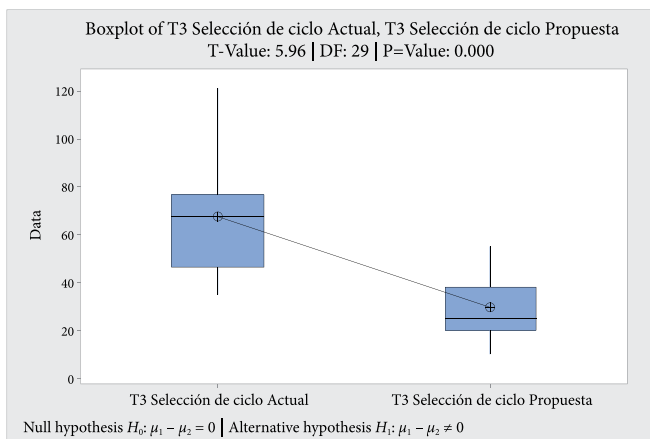 Boxplot of T3 Selección de ciclo Actual, T3 Selección de ciclo Propuesta
T-Value: 5.96 | DF: 29 | P=Value: 0.000
120
100
80
60
40
20
0
Data
T3 Selección de ciclo Actual
T3 Selección de ciclo Propuesta
Null hypothesis H₀: μ₁ − μ₂ = 0 | Alternative hypothesis H₁: μ₁ − μ₂ ≠ 0